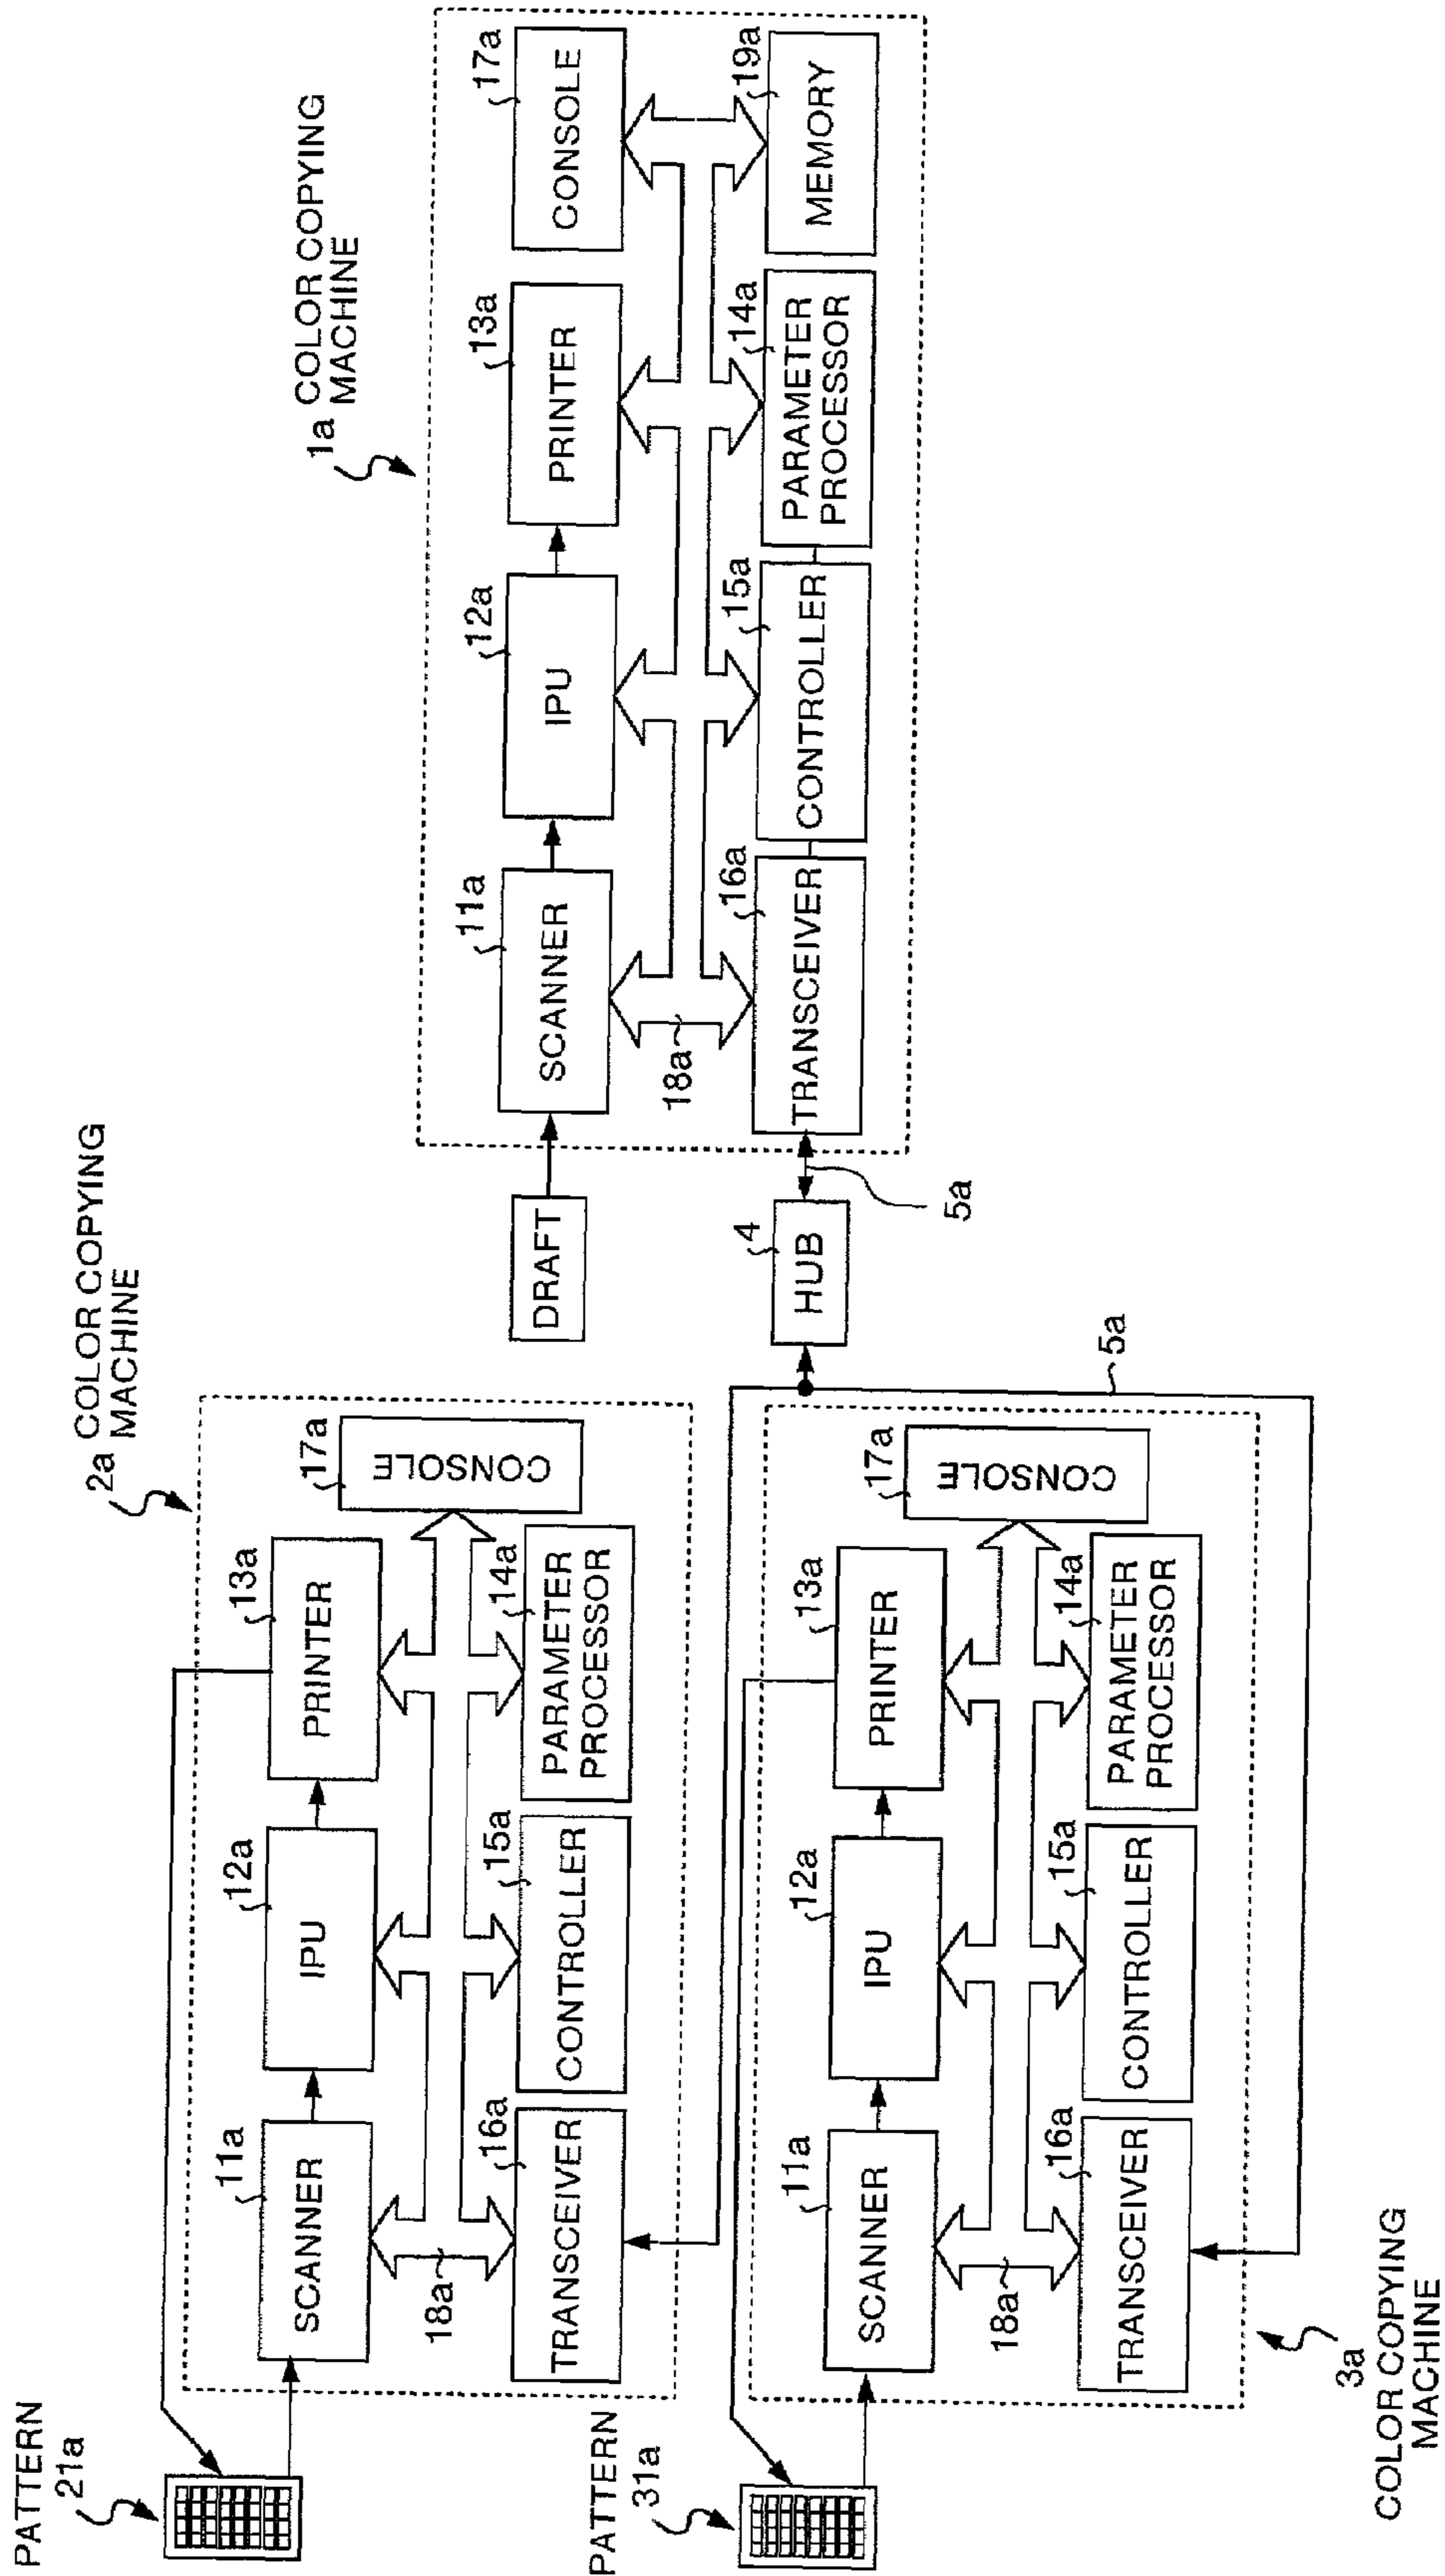 PATTERN
21a
2a COLOR COPYING
MACHINE
11a
SCANNER
12a
IPU
13a
PRINTER
17a
CONSOLE
18a
16a
TRANSCEIVER
15a
CONTROLLER
14a
PARAMETER
PROCESSOR
PATTERN
31a
11a
SCANNER
12a
IPU
13a
PRINTER
17a
CONSOLE
18a
16a
TRANSCEIVER
15a
CONTROLLER
14a
PARAMETER
PROCESSOR
3a
COLOR COPYING
MACHINE
5a
4
HUB
5a
DRAFT
1a COLOR COPYING
MACHINE
11a
SCANNER
12a
IPU
13a
PRINTER
17a
CONSOLE
18a
16a
TRANSCEIVER
15a
CONTROLLER
14a
PARAMETER
PROCESSOR
19a
MEMORY